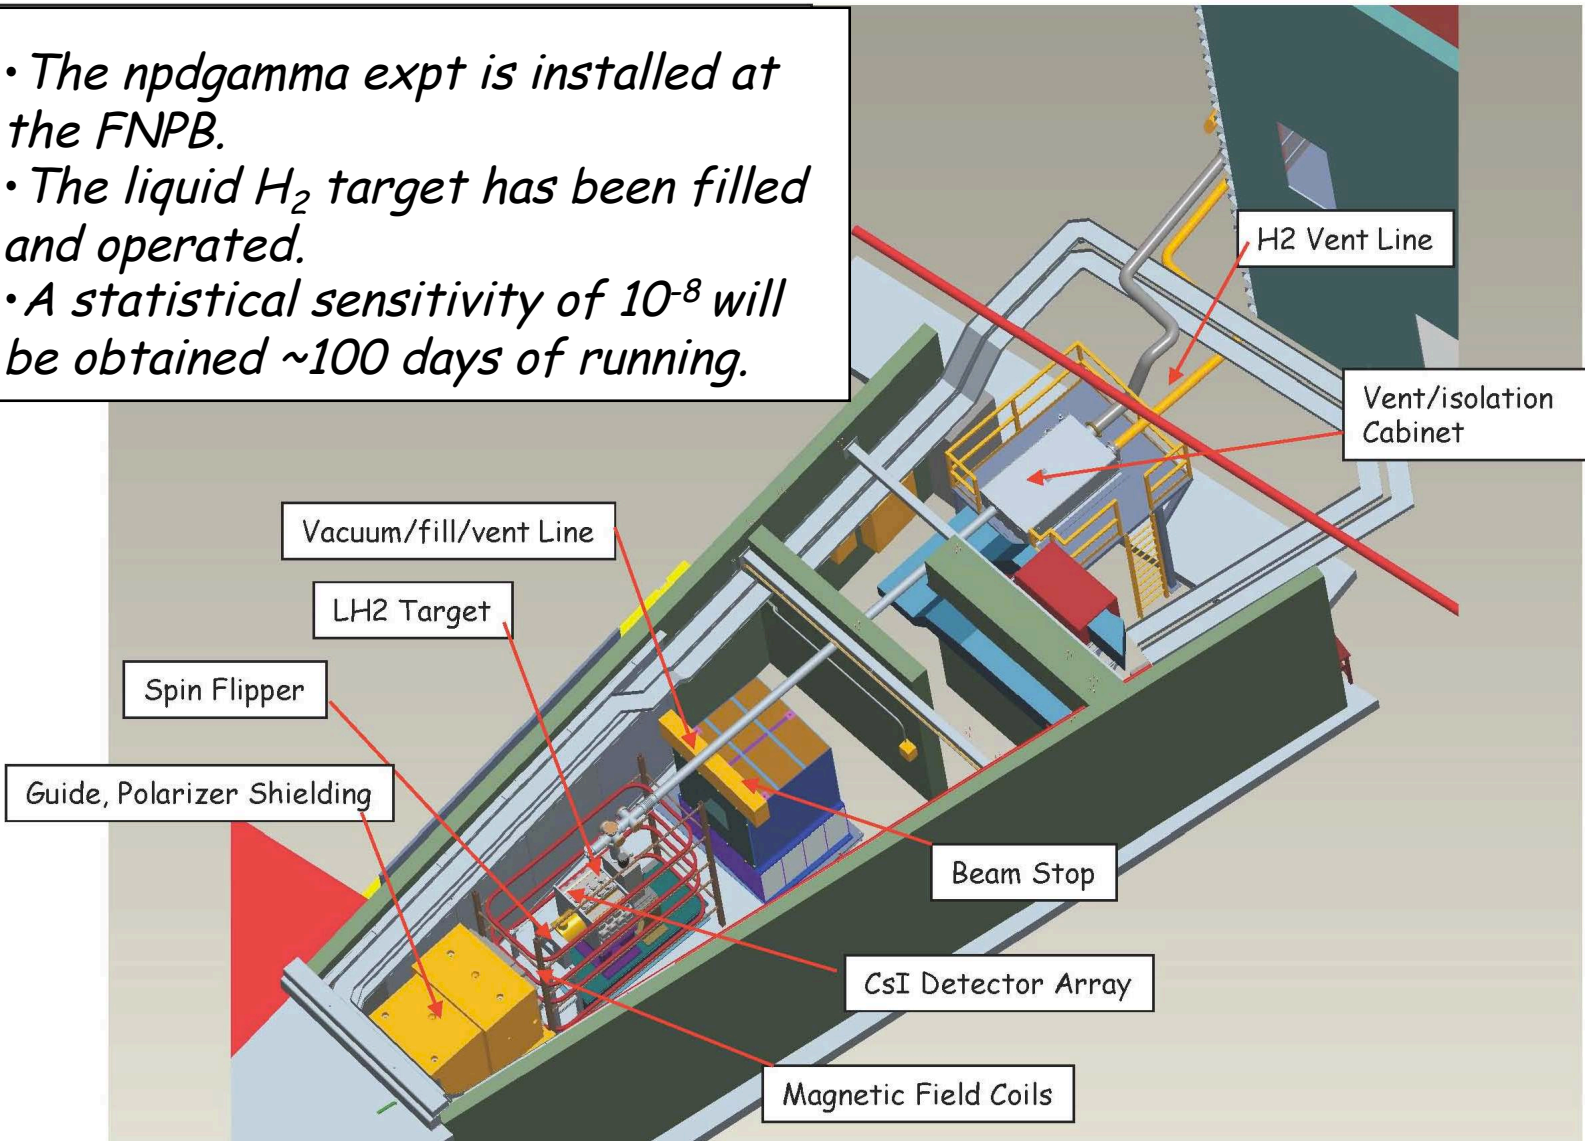 • The npdgamma expt is installed at
the FNPB.
• The liquid H₂ target has been filled
and operated.
• A statistical sensitivity of 10⁻⁸ will
be obtained ~100 days of running.
H2 Vent Line
Vent/isolation
Cabinet
Vacuum/fill/vent Line
LH2 Target
Spin Flipper
Guide, Polarizer Shielding
Beam Stop
CsI Detector Array
Magnetic Field Coils